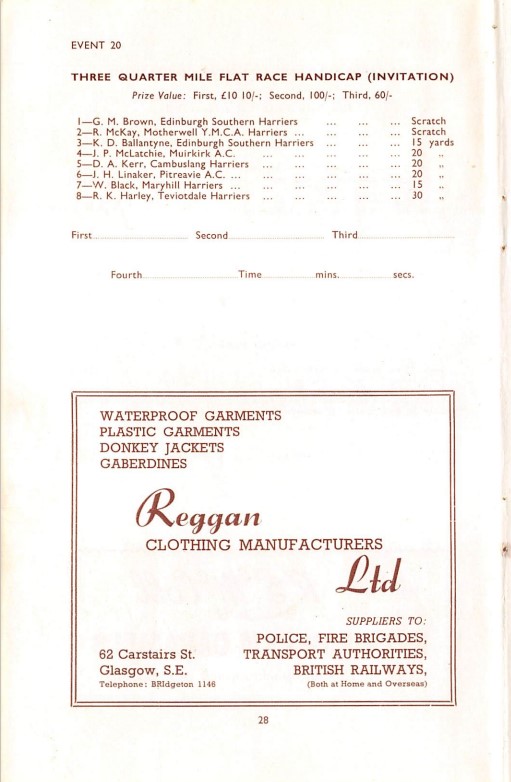 EVENT 20
THREE QUARTER MILE FLAT RACE HANDICAP (INVITATION)
Prize Value: First, £10 10/-; Second, 100/-; Third, 60/-
1—G. M. Brown, Edinburgh Southern Harriers ... ... ... Scratch
2—R. McKay, Motherwell Y.M.C.A. Harriers ... ... ... ... Scratch
3—K. D. Ballantyne, Edinburgh Southern Harriers ... ... ... 15 yards
4—J. P. McLatchie, Muirkirk A.C. ... ... ... ... ... 20 „
5—D. A. Kerr, Cambuslang Harriers ... ... ... ... ... 20 „
6—J. H. Linaker, Pitreavie A.C. ... ... ... ... ... 20 „
7—W. Black, Maryhill Harriers ... ... ... ... ... 15 „
8—R. K. Harley, Teviotdale Harriers ... ... ... ... ... 30 „
First Second Third
Fourth Time mins. secs.
WATERPROOF GARMENTS
PLASTIC GARMENTS
DONKEY JACKETS
GABERDINES
Reggan
CLOTHING MANUFACTURERS
Ltd
SUPPLIERS TO:
POLICE, FIRE BRIGADES,
62 Carstairs St. TRANSPORT AUTHORITIES,
Glasgow, S.E. BRITISH RAILWAYS,
Telephone: BRIdgeton 1146 (Both at Home and Overseas)
28